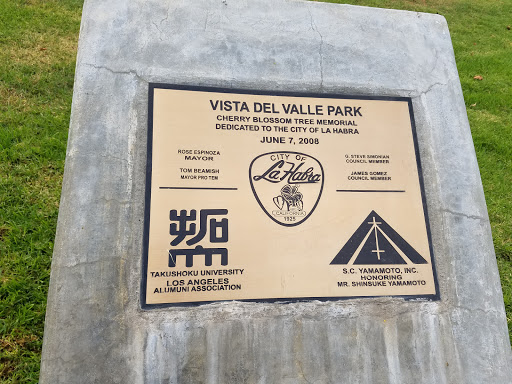 VISTA DEL VALLE PARK
CHERRY BLOSSOM TREE MEMORIAL
DEDICATED TO THE CITY OF LA HABRA
JUNE 7, 2008
ROSE ESPINOZA
MAYOR
TOM BEAMISH
MAYOR PRO TEM
CITY OF
La Habra
CALIFORNIA
1925
G. STEVE SIMONIAN
COUNCIL MEMBER
JAMES GOMEZ
COUNCIL MEMBER
TAKUSHOKU UNIVERSITY
LOS ANGELES
ALUMUNI ASSOCIATION
S.C. YAMAMOTO, INC.
HONORING
MR. SHINSUKE YAMAMOTO